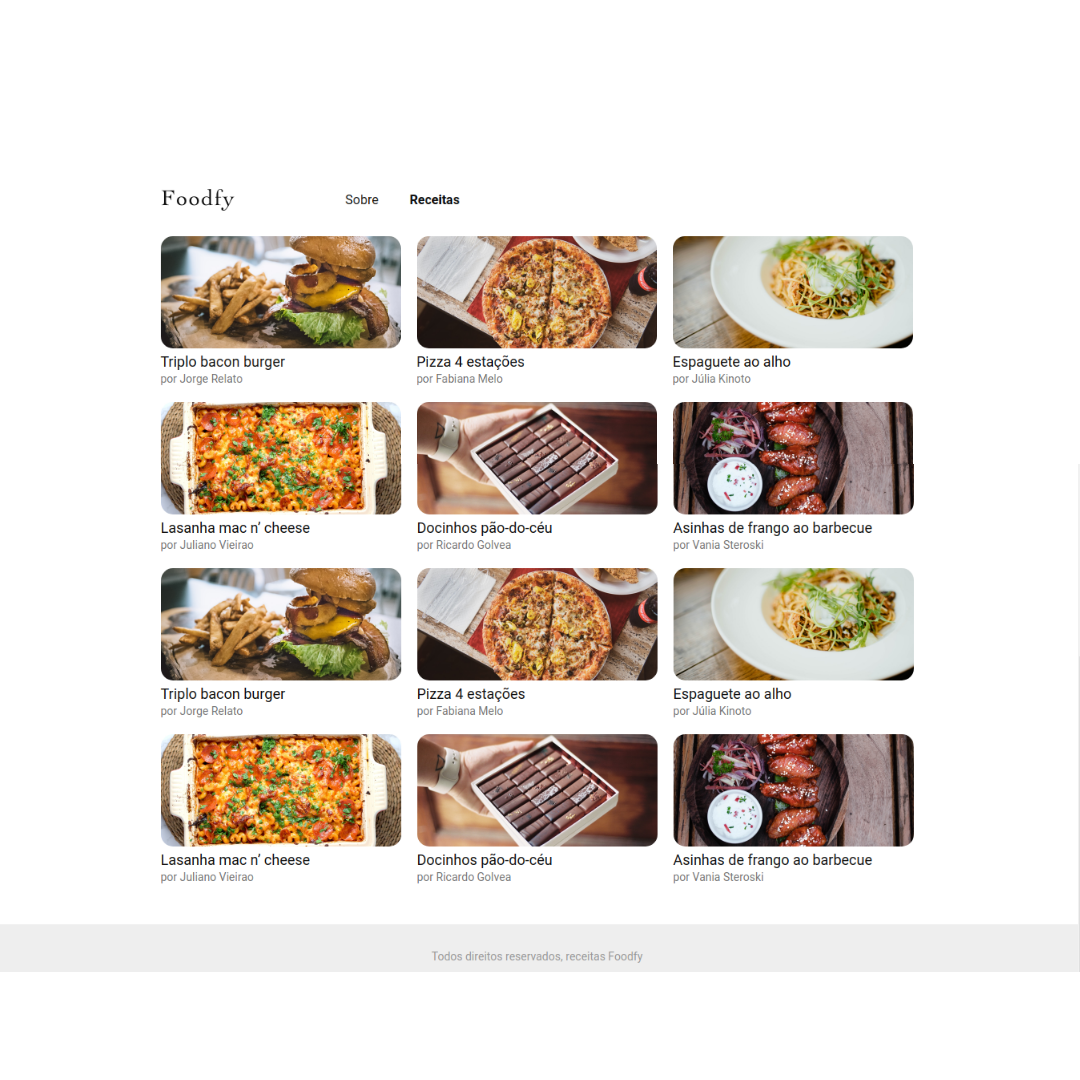 Foodfy
Sobre
Receitas
Triplo bacon burger
por Jorge Relato
Pizza 4 estações
por Fabiana Melo
Espaguete ao alho
por Júlia Kinoto
Lasanha mac n’ cheese
por Juliano Vieirao
Docinhos pão-do-céu
por Ricardo Golvea
Asinhas de frango ao barbecue
por Vania Steroski
Triplo bacon burger
por Jorge Relato
Pizza 4 estações
por Fabiana Melo
Espaguete ao alho
por Júlia Kinoto
Lasanha mac n’ cheese
por Juliano Vieirao
Docinhos pão-do-céu
por Ricardo Golvea
Asinhas de frango ao barbecue
por Vania Steroski
Todos direitos reservados, receitas Foodfy